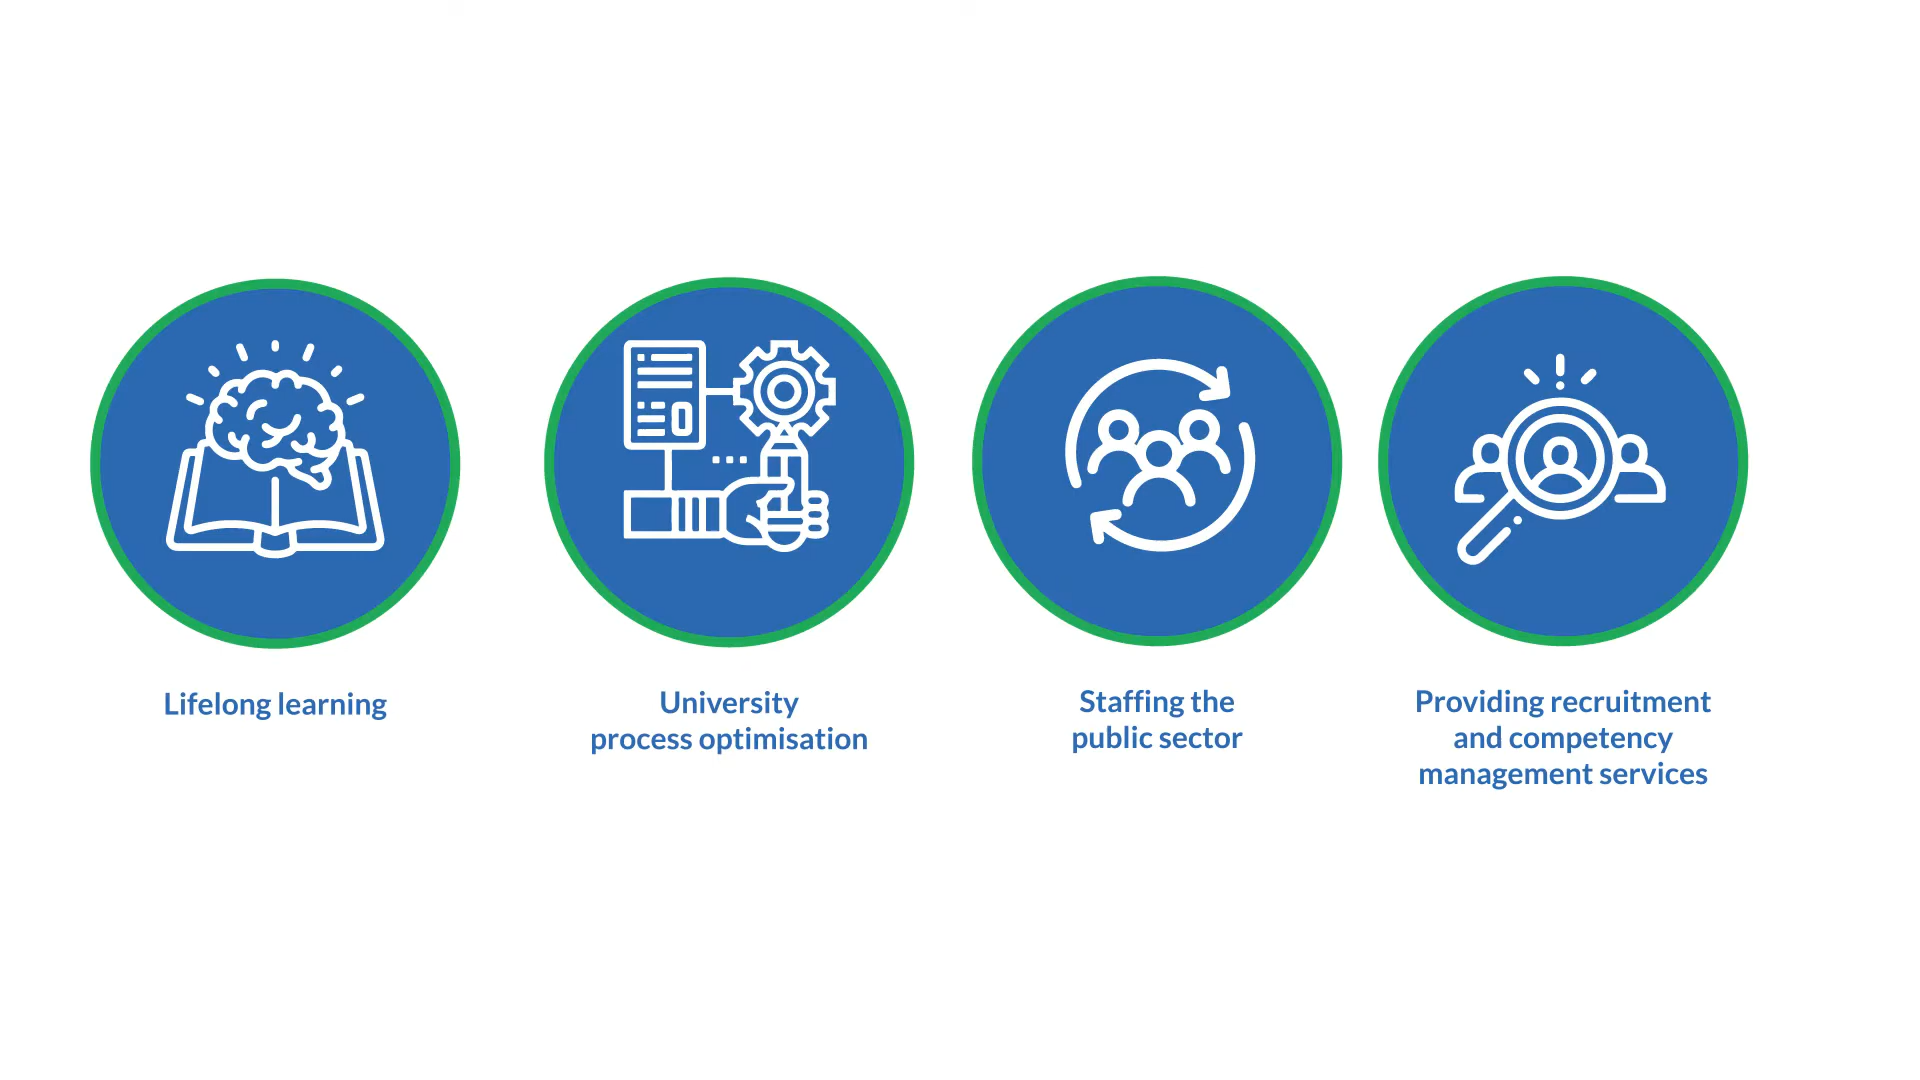 Lifelong learning
University
process optimisation
Staffing the
public sector
Providing recruitment
and competency
management services